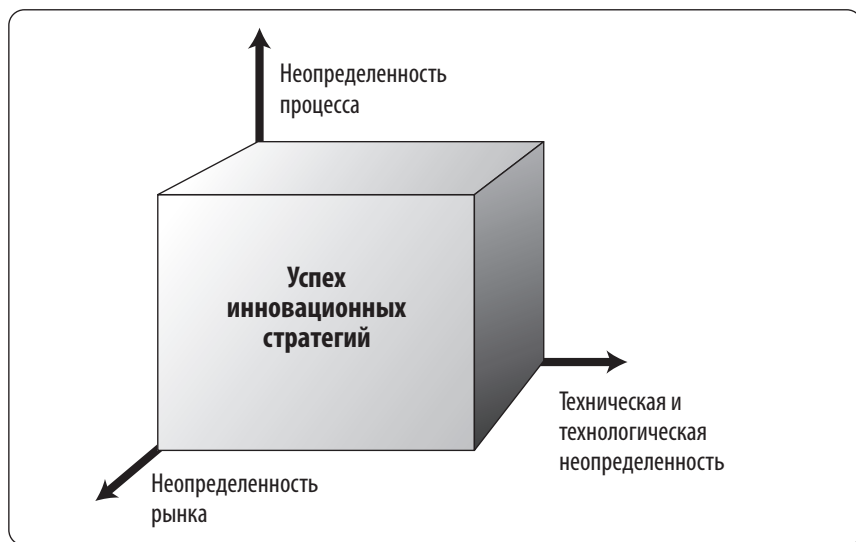 Неопределенность
процесса
Успех
инновационных
стратегий
Техническая и
технологическая
неопределенность
Неопределенность
рынка